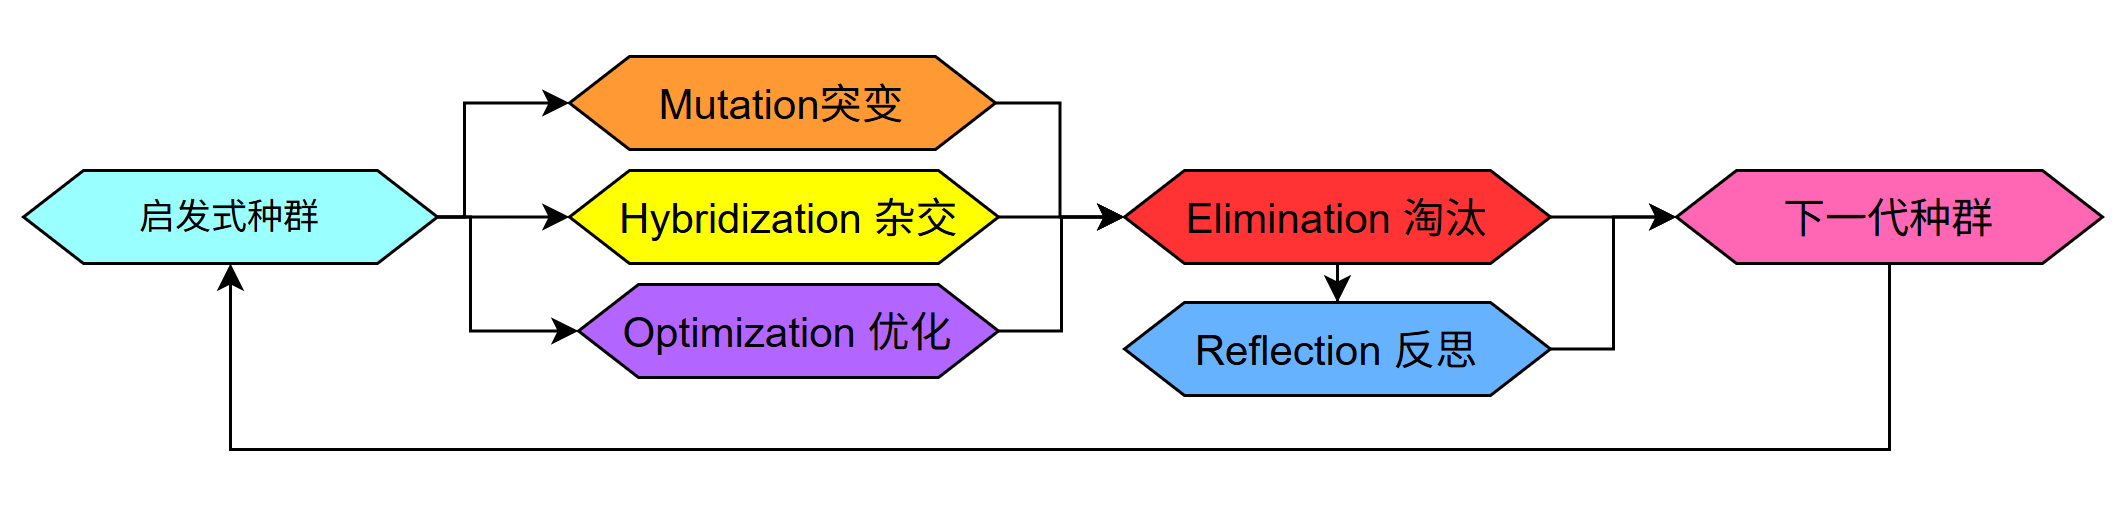 启发式种群
Mutation突变
Hybridization 杂交
Optimization 优化
Elimination 淘汰
Reflection 反思
下一代种群